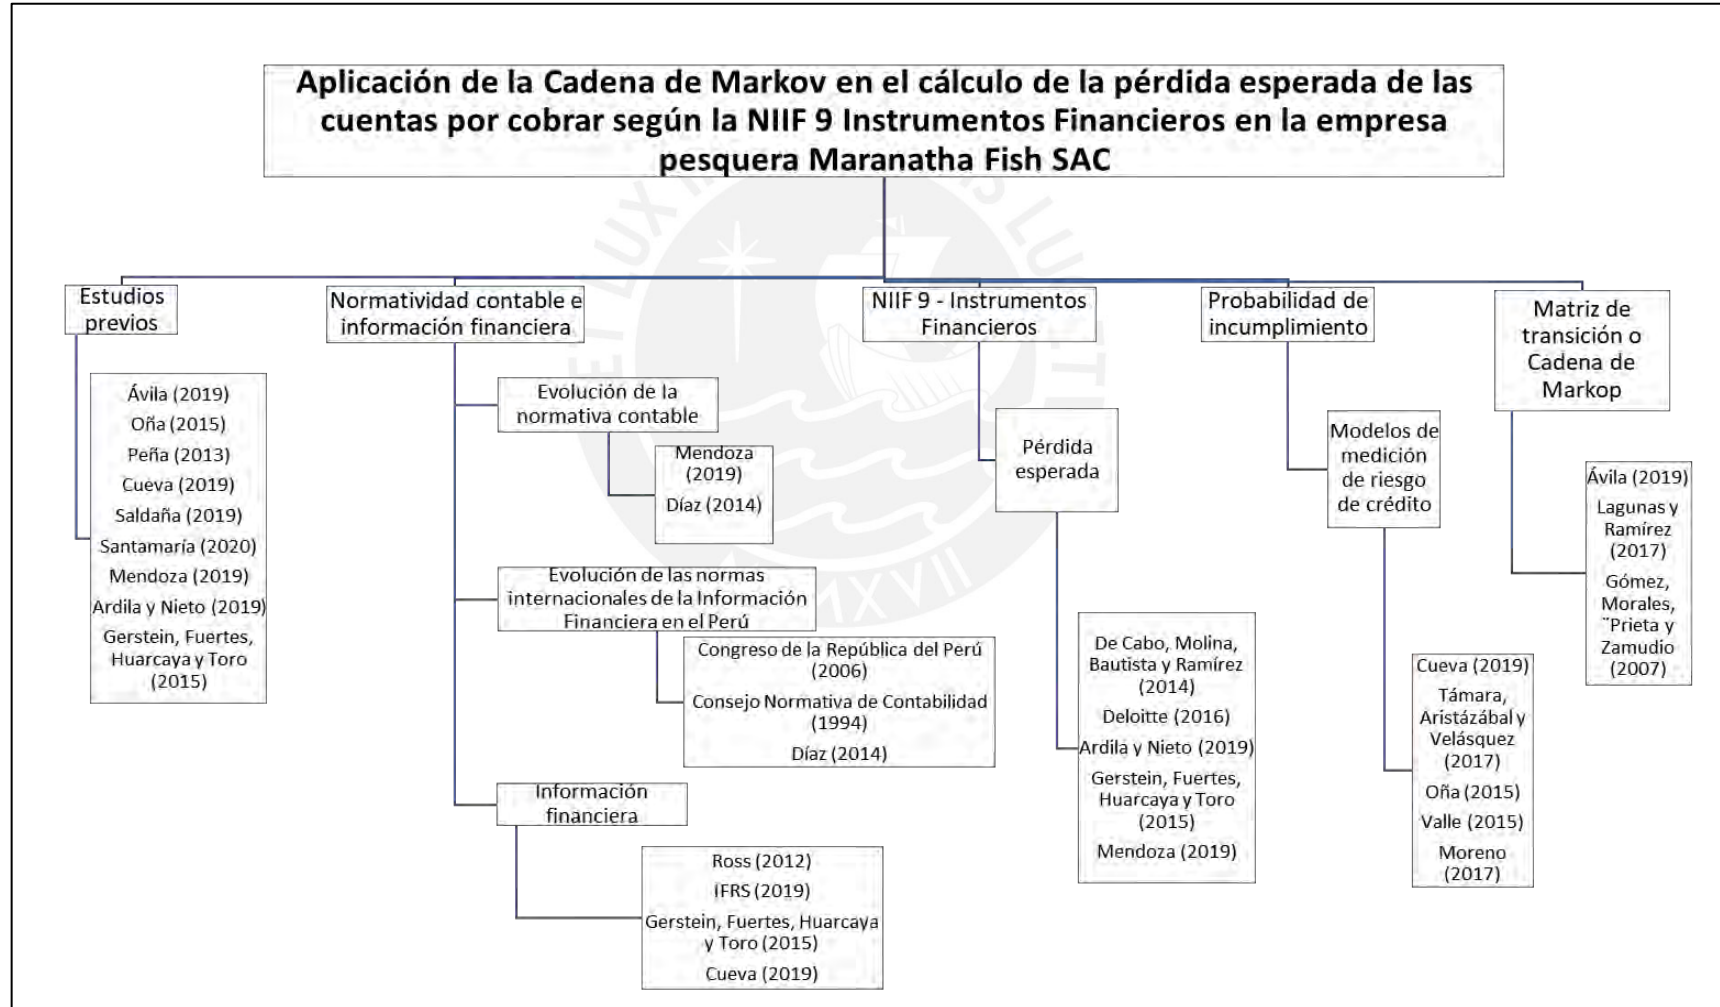 Aplicación de la Cadena de Markov en el cálculo de la pérdida esperada de las
cuentas por cobrar según la NIIF 9 Instrumentos Financieros en la empresa
pesquera Maranatha Fish SAC
Estudios
previos
Ávila (2019)
Oña (2015)
Peña (2013)
Cueva (2019)
Saldaña (2019)
Santamaría (2020)
Mendoza (2019)
Ardila y Nieto (2019)
Gerstein, Fuertes,
Huarcaya y Toro
(2015)
Normatividad contable e
información financiera
Evolución de la
normativa contable
Mendoza
(2019)
Díaz (2014)
Evolución de las normas
internacionales de la Información
Financiera en el Perú
Congreso de la República del Perú
(2006)
Consejo Normativa de Contabilidad
(1994)
Díaz (2014)
Información
financiera
Ross (2012)
IFRS (2019)
Gerstein, Fuertes, Huarcaya
y Toro (2015)
Cueva (2019)
NIIF 9 - Instrumentos
Financieros
Pérdida
esperada
De Cabo, Molina,
Bautista y Ramírez
(2014)
Deloitte (2016)
Ardila y Nieto (2019)
Gerstein, Fuertes,
Huarcaya y Toro
(2015)
Mendoza (2019)
Probabilidad de
incumplimiento
Modelos de
medición
de riesgo
de crédito
Cueva (2019)
Támara,
Aristázábal y
Velásquez
(2017)
Oña (2015)
Valle (2015)
Moreno
(2017)
Matriz de
transición o
Cadena de
Markop
Ávila (2019)
Lagunas y
Ramírez
(2017)
Gómez,
Morales,
¨Prieta y
Zamudio
(2007)
MXVII